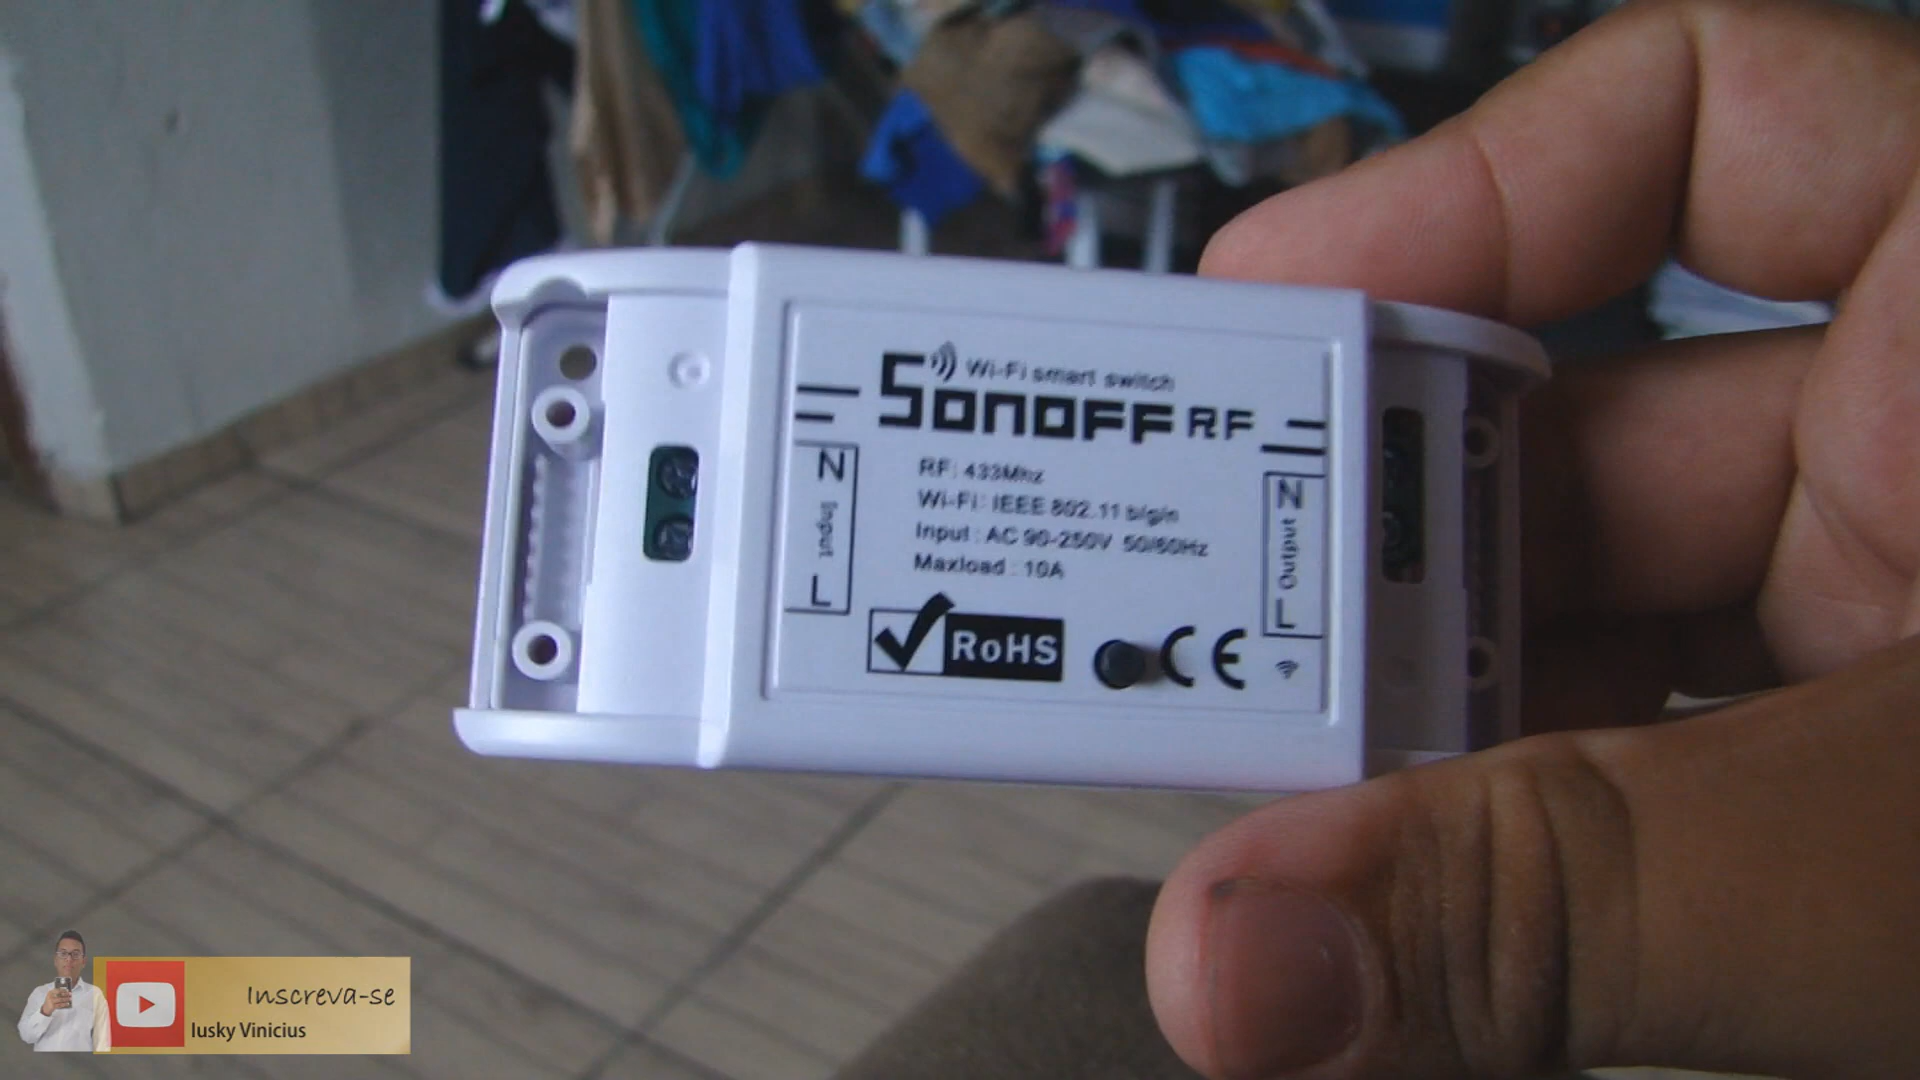 Wi-Fi smart switch
SONOFF RF
RF: 433Mhz
Wi-Fi: IEEE 802.11 b/g/n
Input : AC 90-250V 50/60Hz
Maxload : 10A
N Input L
N Output L
RoHS
CE
Inscreva-se
Iusky Vinicius